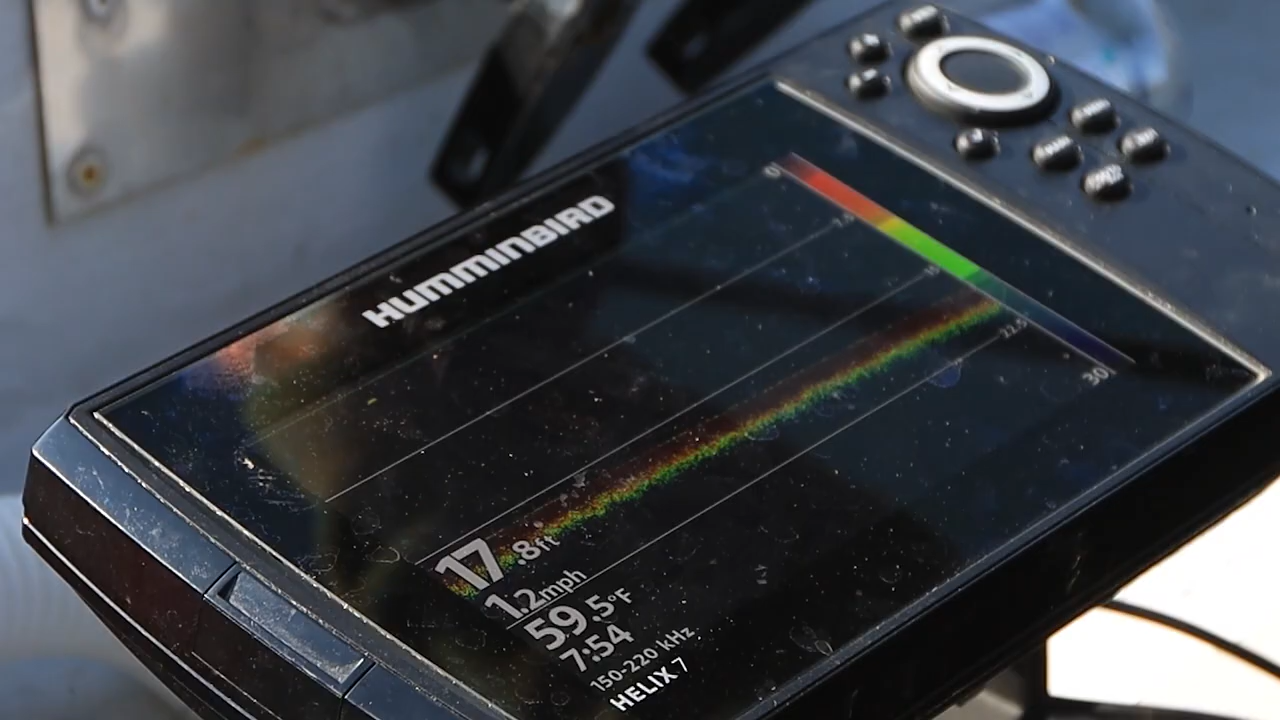 HUMMINBIRD
0
15
22.5
30
17.8ft
1.2mph
59.5°F
7:54
150-220 kHz
HELIX 7